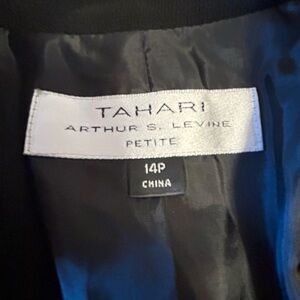 TAHARI
ARTHUR S. LEVINE
PETITE
14P
CHINA